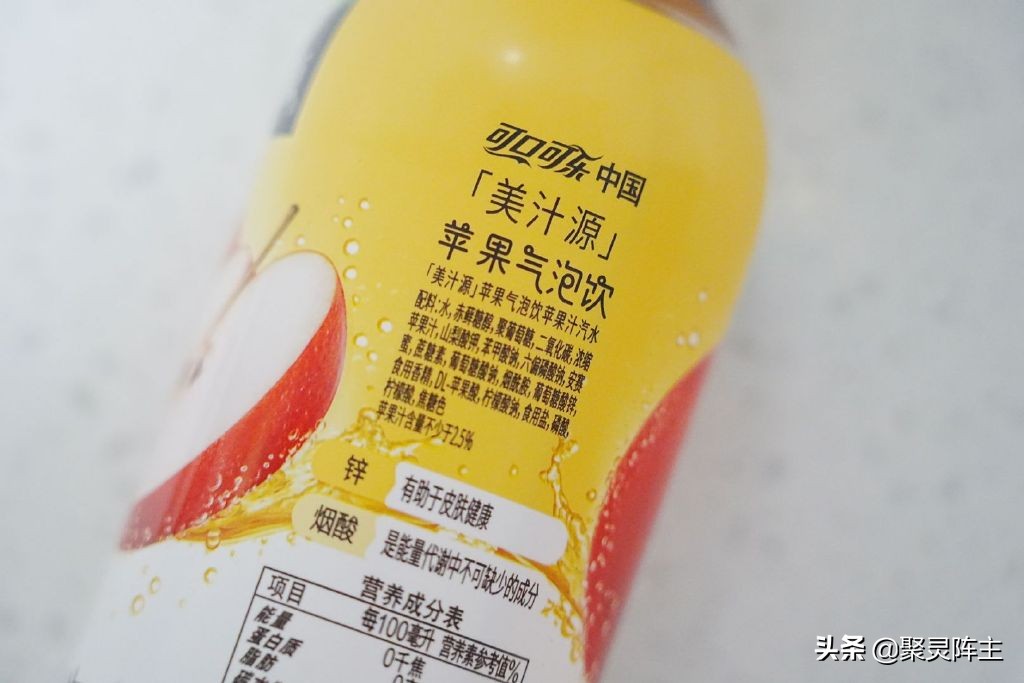 可口可乐中国
「美汁源」
苹果气泡饮
「美汁源」苹果气泡饮苹果汁汽水
配料:水,赤藓糖醇,聚葡萄糖,二氧化碳,浓缩
苹果汁,山梨酸钾,苯甲酸钠,六偏磷酸钠,安赛
蜜,蔗糖素,葡萄糖酸钠,烟酰胺,葡萄糖酸锌,
食用香精,DL-苹果酸,柠檬酸钠,食用盐,磷酸,
柠檬酸,焦糖色
苹果汁含量不少于2.5%
锌 有助于皮肤健康
烟酸 是能量代谢中不可缺少的成分
营养成分表
项目 每100毫升 营养素参考值%
能量 0千焦
蛋白质
脂肪
头条 @聚灵阵主